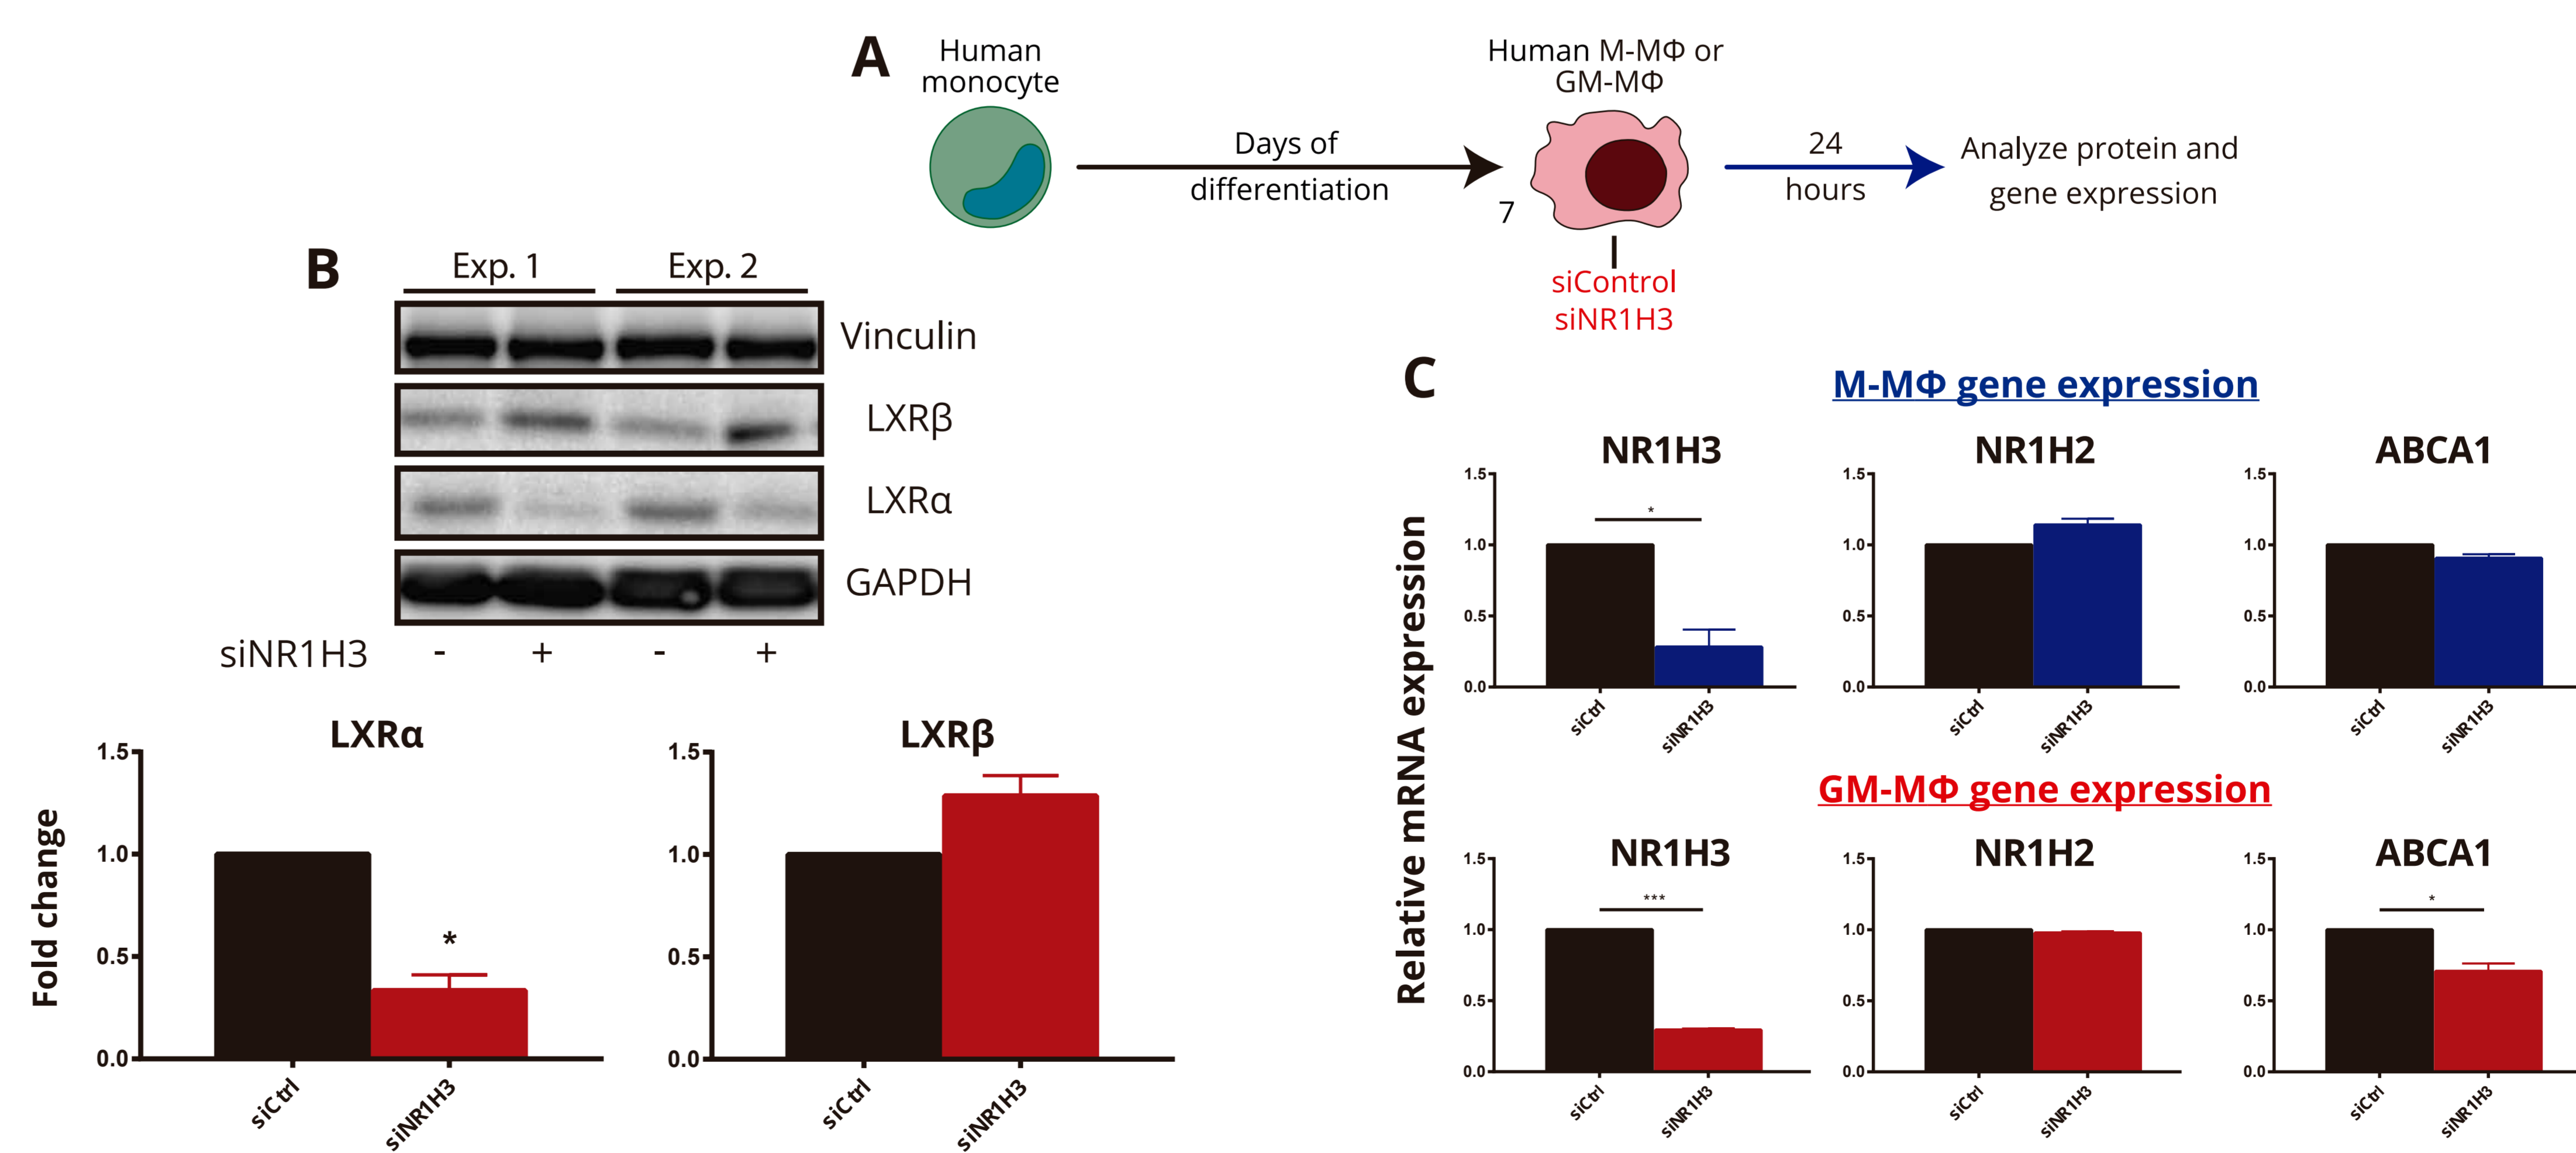 A
Human
monocyte
Days of
differentiation
7
Human M-MΦ or
GM-MΦ
siControl
siNR1H3
24
hours
Analyze protein and
gene expression
B
Exp. 1 Exp. 2
Vinculin
LXRβ
LXRα
GAPDH
siNR1H3 - + - +
Fold change
LXRα
1.5
1.0
0.5
0.0
*
siCtrl
siNR1H3
LXRβ
1.5
1.0
0.5
0.0
siCtrl
siNR1H3
C
Relative mRNA expression
M-MΦ gene expression
NR1H3
1.5
1.0
0.5
0.0
*
siCtrl
siNR1H3
NR1H2
1.5
1.0
0.5
0.0
siCtrl
siNR1H3
ABCA1
1.5
1.0
0.5
0.0
siCtrl
siNR1H3
GM-MΦ gene expression
NR1H3
1.5
1.0
0.5
0.0
***
siCtrl
siNR1H3
NR1H2
1.5
1.0
0.5
0.0
siCtrl
siNR1H3
ABCA1
1.5
1.0
0.5
0.0
*
siCtrl
siNR1H3